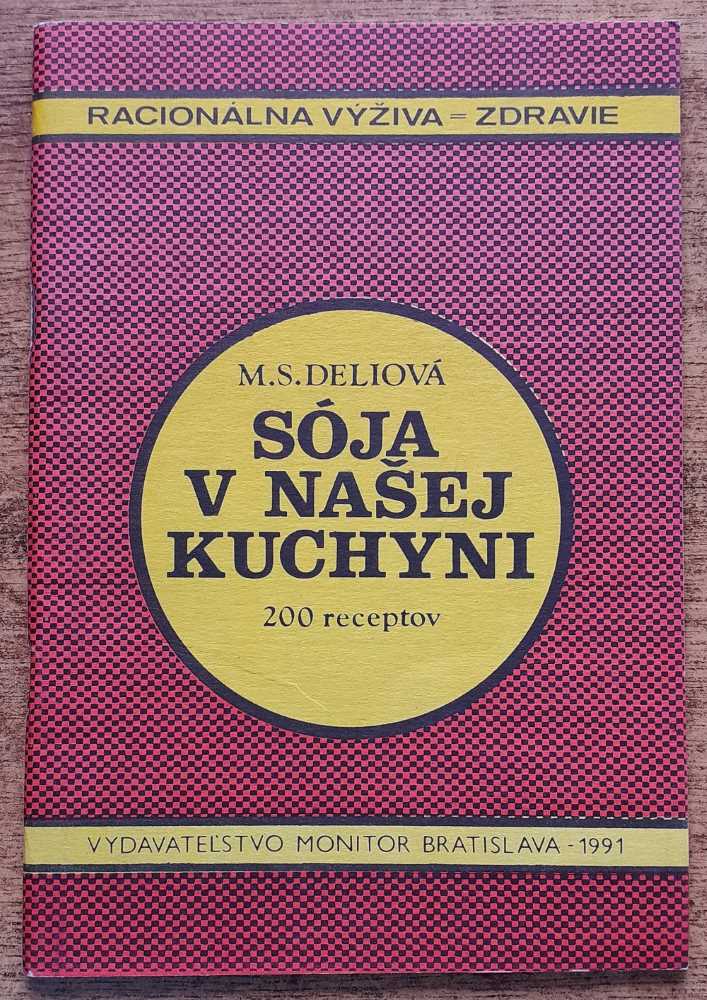 RACIONÁLNA VÝŽIVA = ZDRAVIE
M.S.DELIOVÁ
SÓJA
V NAŠEJ
KUCHYNI
200 receptov
VYDAVATEĽSTVO MONITOR BRATISLAVA - 1991